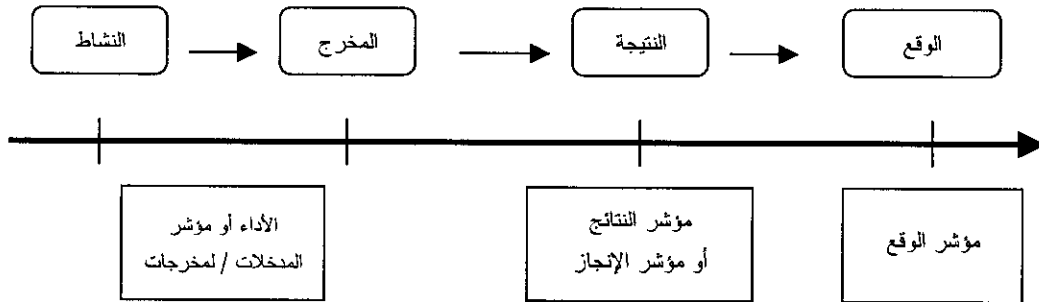 النشاط
المخرج
النتيجة
الوقع
الأداء أو مؤشر
المدخلات / لمخرجات
مؤشر النتائج
أو مؤشر الإنجاز
مؤشر الوقع